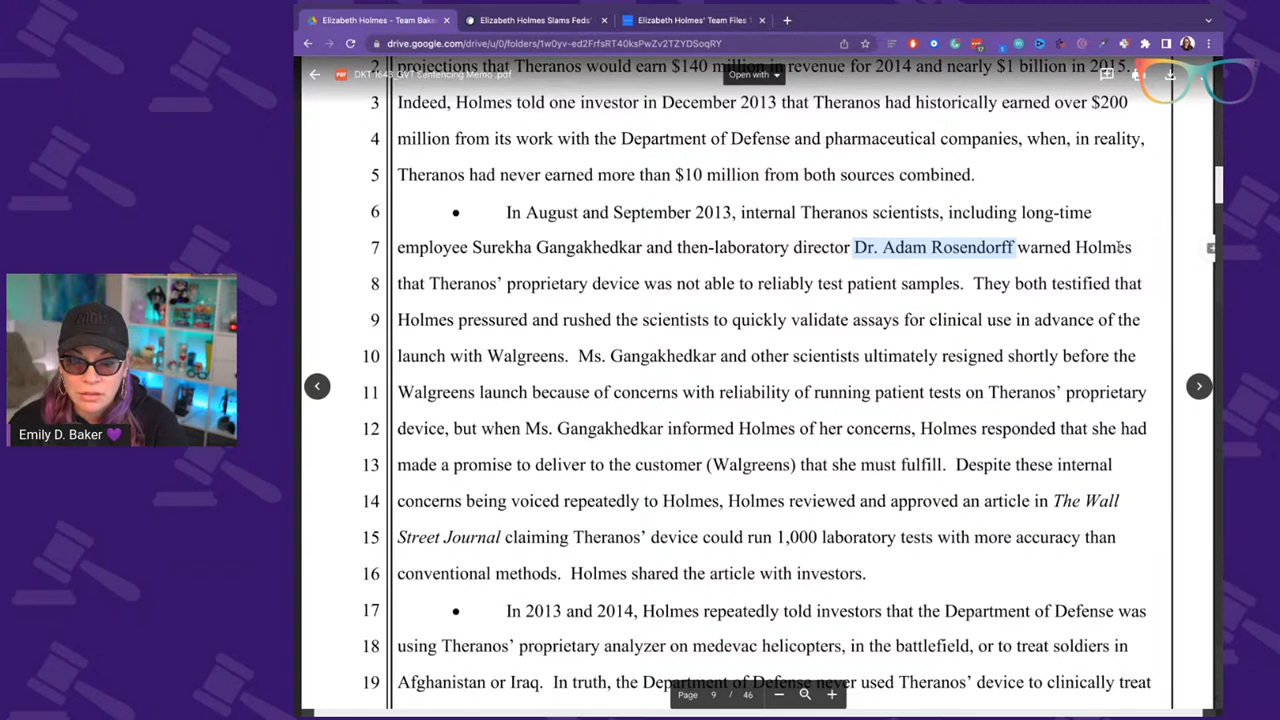 Elizabeth Holmes - Team Bake
Elizabeth Holmes Slams Feds'
Elizabeth Holmes' Team Files
drive.google.com/drive/u/0/folders/1w0yv-ed2FrfsRT40ksPwZv2TZYDSoqRY
DKT 1643_GVT Sentencing Memo .pdf
Open with
2 projections that Theranos would earn $140 million in revenue for 2014 and nearly $1 billion in 2015.
3 Indeed, Holmes told one investor in December 2013 that Theranos had historically earned over $200
4 million from its work with the Department of Defense and pharmaceutical companies, when, in reality,
5 Theranos had never earned more than $10 million from both sources combined.
6 • In August and September 2013, internal Theranos scientists, including long-time
7 employee Surekha Gangakhedkar and then-laboratory director Dr. Adam Rosendorff warned Holmes
8 that Theranos' proprietary device was not able to reliably test patient samples. They both testified that
9 Holmes pressured and rushed the scientists to quickly validate assays for clinical use in advance of the
10 launch with Walgreens. Ms. Gangakhedkar and other scientists ultimately resigned shortly before the
11 Walgreens launch because of concerns with reliability of running patient tests on Theranos' proprietary
12 device, but when Ms. Gangakhedkar informed Holmes of her concerns, Holmes responded that she had
13 made a promise to deliver to the customer (Walgreens) that she must fulfill. Despite these internal
14 concerns being voiced repeatedly to Holmes, Holmes reviewed and approved an article in The Wall
15 Street Journal claiming Theranos' device could run 1,000 laboratory tests with more accuracy than
16 conventional methods. Holmes shared the article with investors.
17 • In 2013 and 2014, Holmes repeatedly told investors that the Department of Defense was
18 using Theranos' proprietary analyzer on medevac helicopters, in the battlefield, or to treat soldiers in
19 Afghanistan or Iraq. In truth, the Department of Defense never used Theranos' device to clinically treat
Page 9 / 46
Emily D. Baker 💜